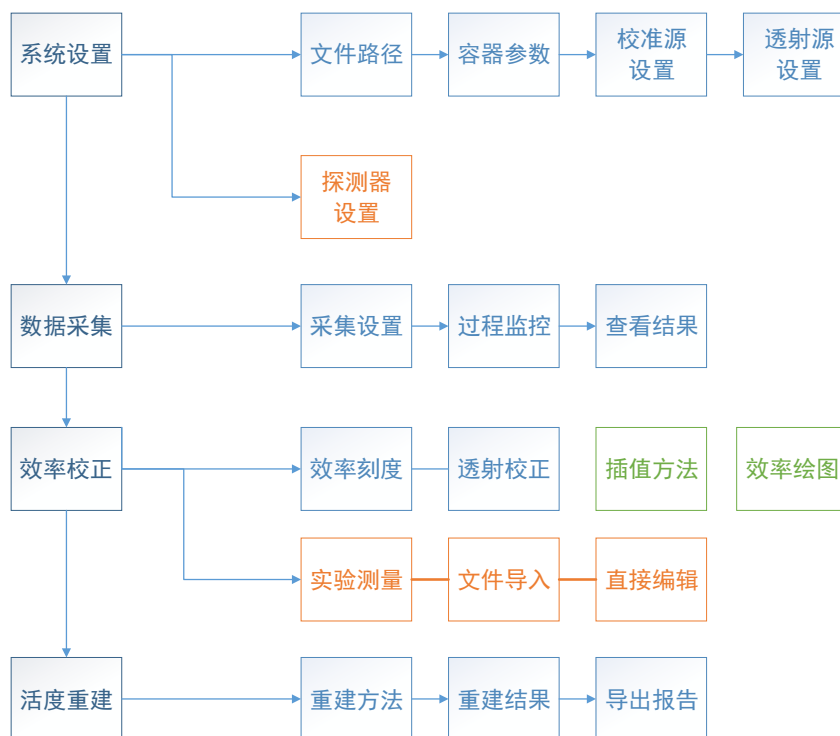 系统设置
文件路径
容器参数
校准源
设置
透射源
设置
探测器
设置
数据采集
采集设置
过程监控
查看结果
效率校正
效率刻度
透射校正
插值方法
效率绘图
实验测量
文件导入
直接编辑
活度重建
重建方法
重建结果
导出报告